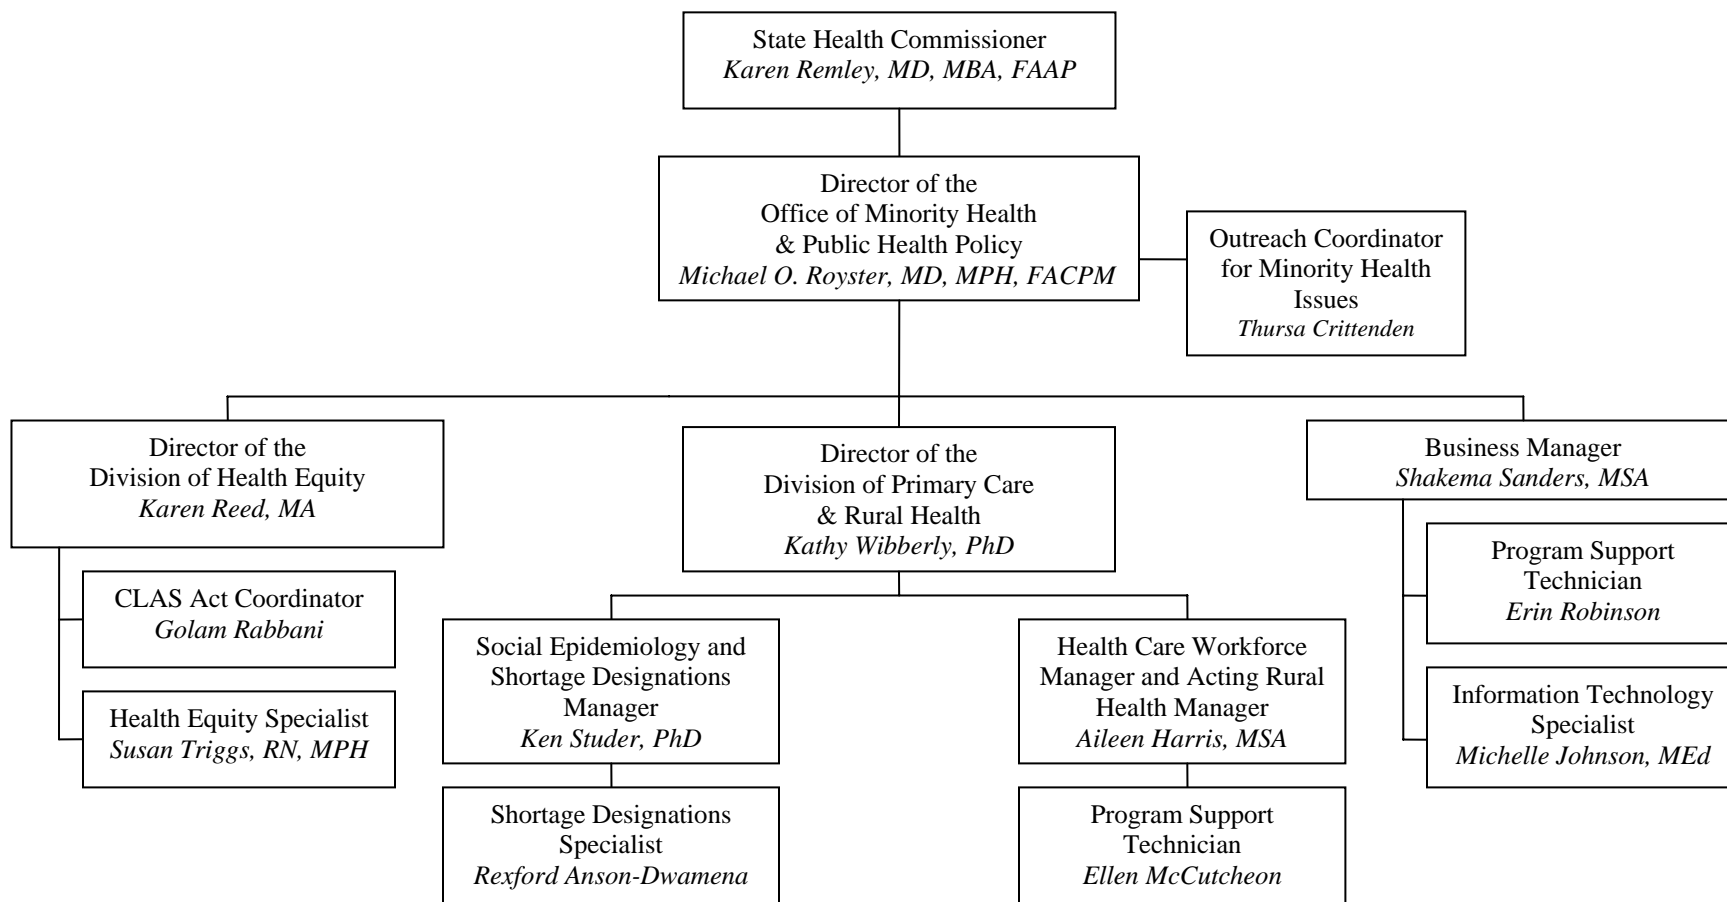 State Health Commissioner
Karen Remley, MD, MBA, FAAP
Director of the
Office of Minority Health
& Public Health Policy
Michael O. Royster, MD, MPH, FACPM
Outreach Coordinator
for Minority Health
Issues
Thursa Crittenden
Director of the
Division of Health Equity
Karen Reed, MA
CLAS Act Coordinator
Golam Rabbani
Health Equity Specialist
Susan Triggs, RN, MPH
Director of the
Division of Primary Care
& Rural Health
Kathy Wibberly, PhD
Social Epidemiology and
Shortage Designations
Manager
Ken Studer, PhD
Shortage Designations
Specialist
Rexford Anson-Dwamena
Health Care Workforce
Manager and Acting Rural
Health Manager
Aileen Harris, MSA
Program Support
Technician
Ellen McCutcheon
Business Manager
Shakema Sanders, MSA
Program Support
Technician
Erin Robinson
Information Technology
Specialist
Michelle Johnson, MEd